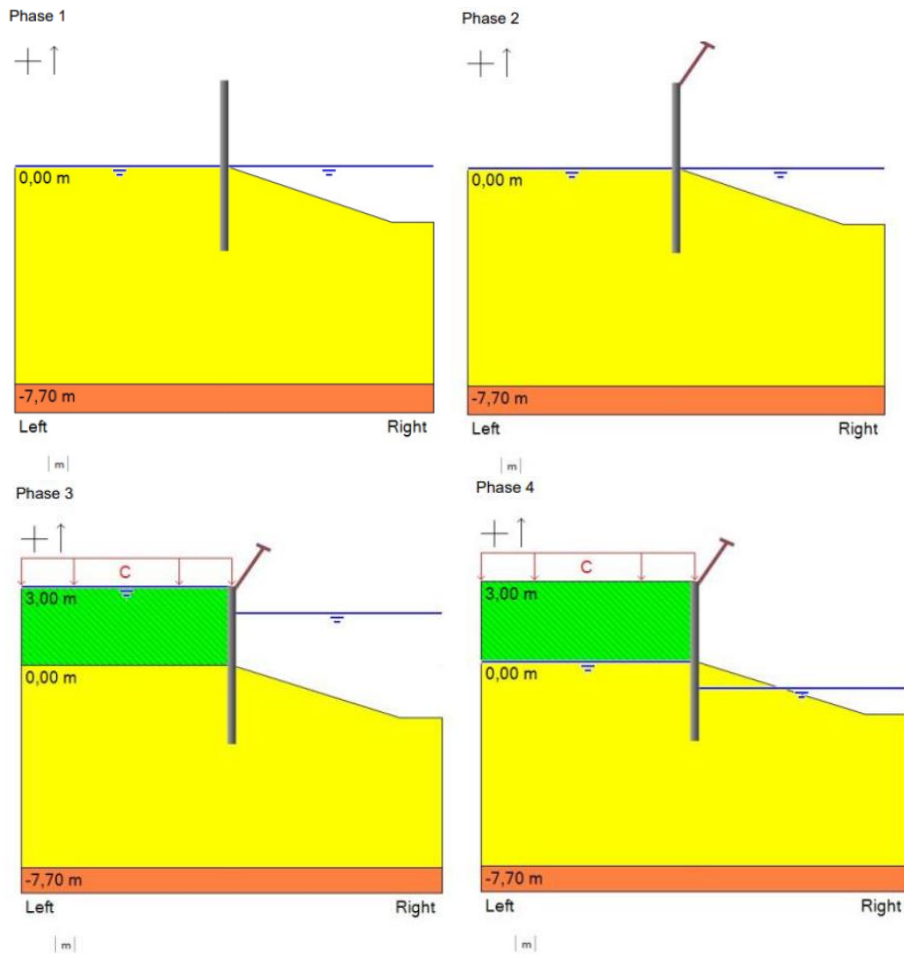 Phase 1
0,00 m
-7,70 m
Left Right
m
Phase 2
0,00 m
-7,70 m
Left Right
m
Phase 3
C
3,00 m
0,00 m
-7,70 m
Left Right
m
Phase 4
C
3,00 m
0,00 m
-7,70 m
Left Right
m